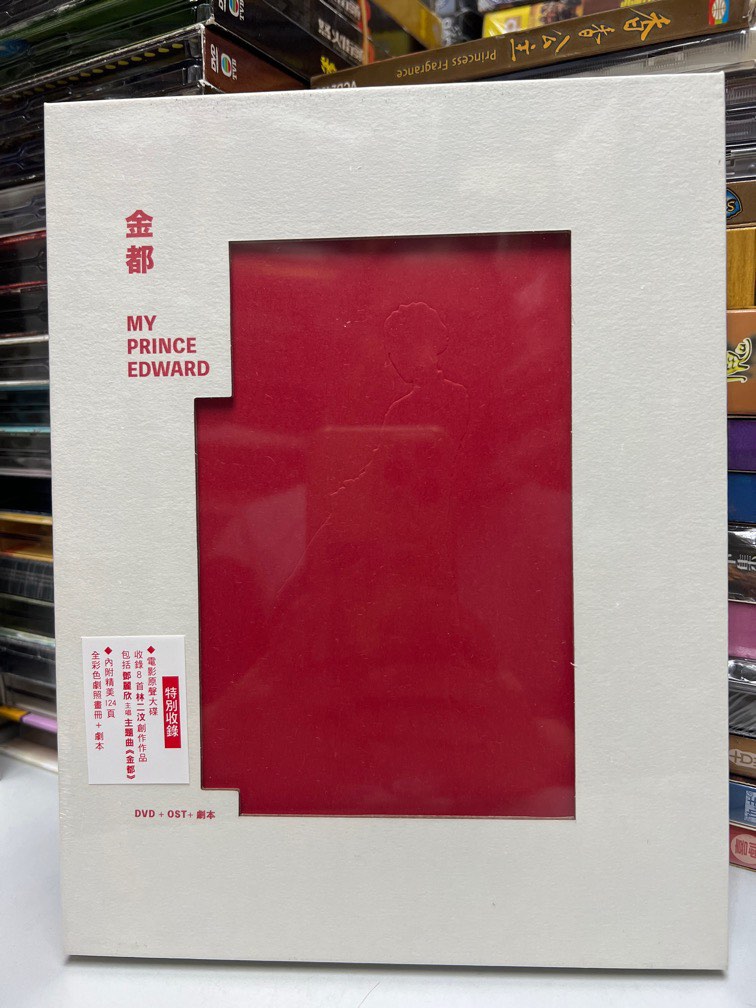 香香公主
Princess Fragrance
金都
MY
PRINCE
EDWARD
特別收錄
◆電影原聲大碟
收錄8首林二汶創作作品
包括鄧麗欣主唱主題曲《金都》
◆內附精美124頁
全彩色劇照畫冊+劇本
DVD + OST+ 劇本